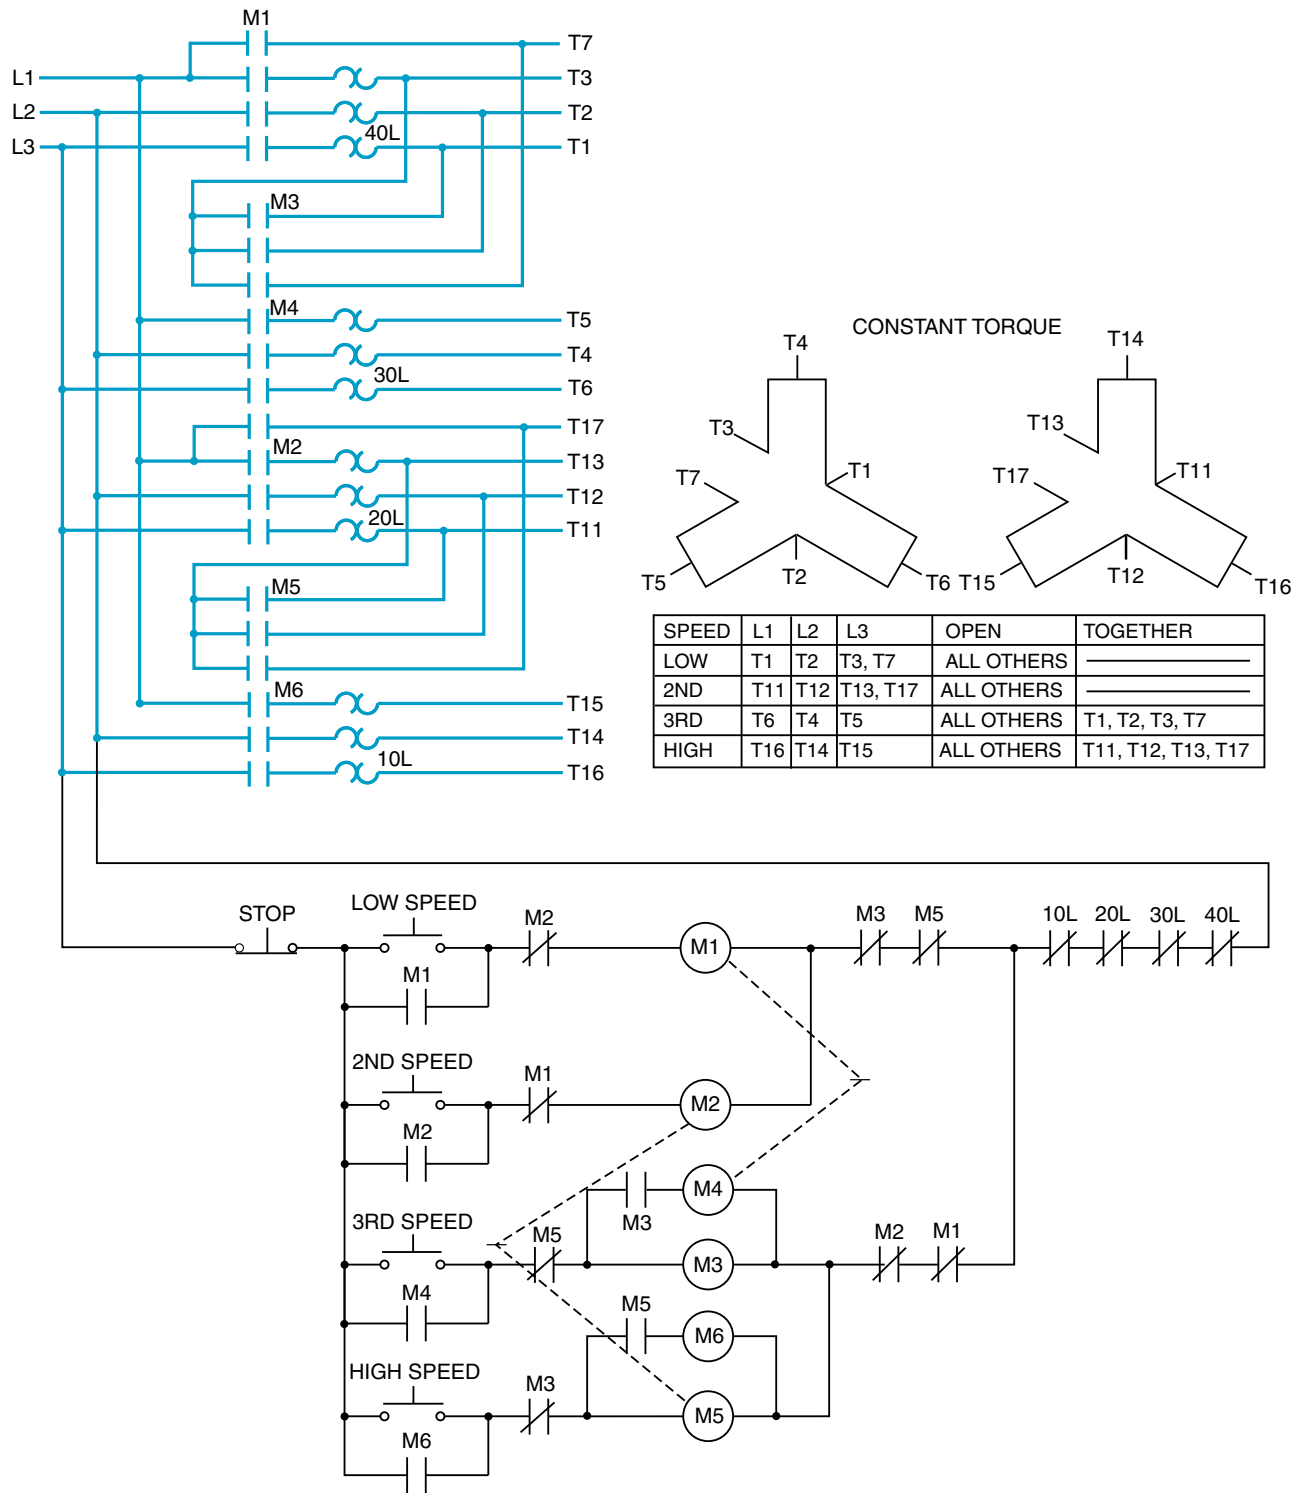 M1
T7
L1
T3
L2
T2
L3
40L
T1
M3
M4
T5
T4
30L
T6
T17
M2
T13
T12
20L
T11
M5
M6
T15
T14
10L
T16
CONSTANT TORQUE
T4
T14
T3
T13
T7
T1
T17
T11
T5
T2
T6
T15
T12
T16
SPEED L1 L2 L3 OPEN TOGETHER
LOW T1 T2 T3, T7 ALL OTHERS
2ND T11 T12 T13, T17 ALL OTHERS
3RD T6 T4 T5 ALL OTHERS T1, T2, T3, T7
HIGH T16 T14 T15 ALL OTHERS T11, T12, T13, T17
STOP
LOW SPEED
M2
M1
M3
M5
10L
20L
30L
40L
M1
2ND SPEED
M1
M2
M2
M4
M3
3RD SPEED
M5
M3
M2
M1
M4
M5
M6
HIGH SPEED
M3
M5
M6